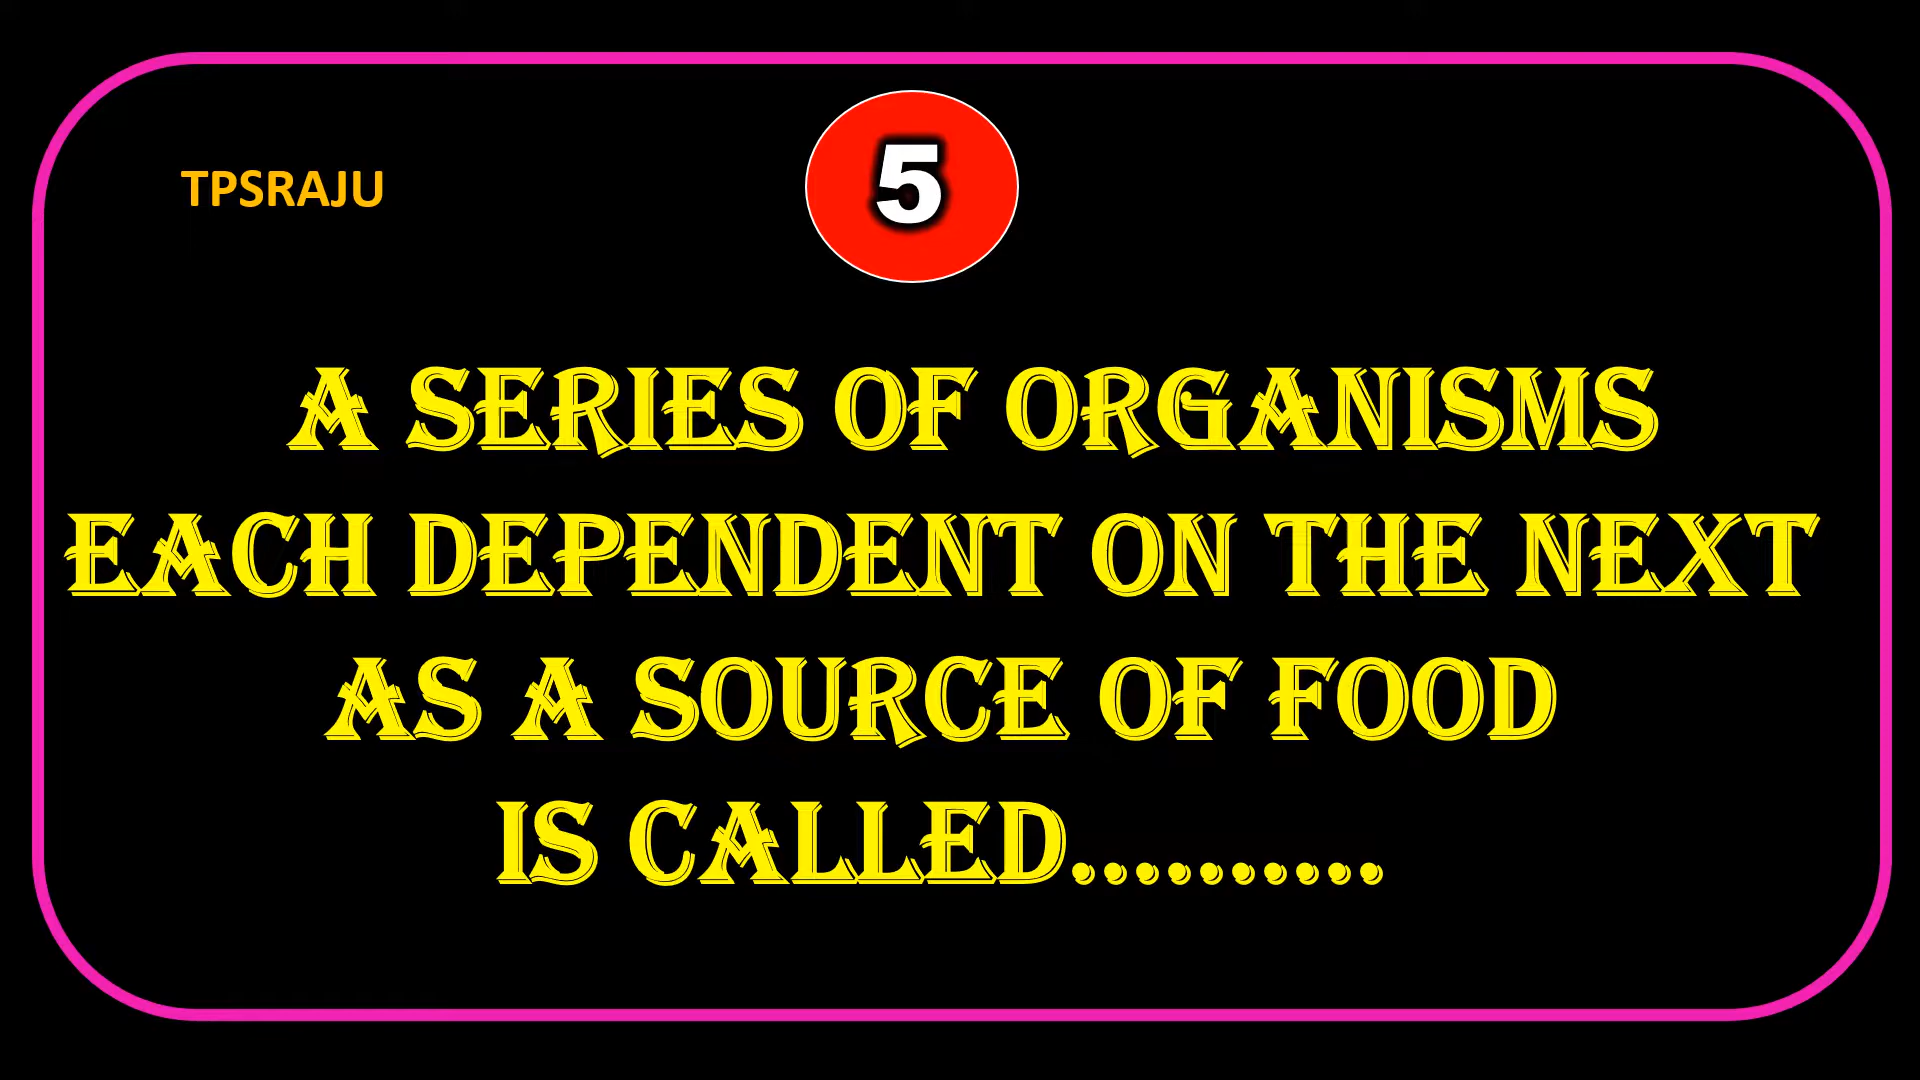 TPSRAJU
5
A SERIES OF ORGANISMS
EACH DEPENDENT ON THE NEXT
AS A SOURCE OF FOOD
IS CALLED..........